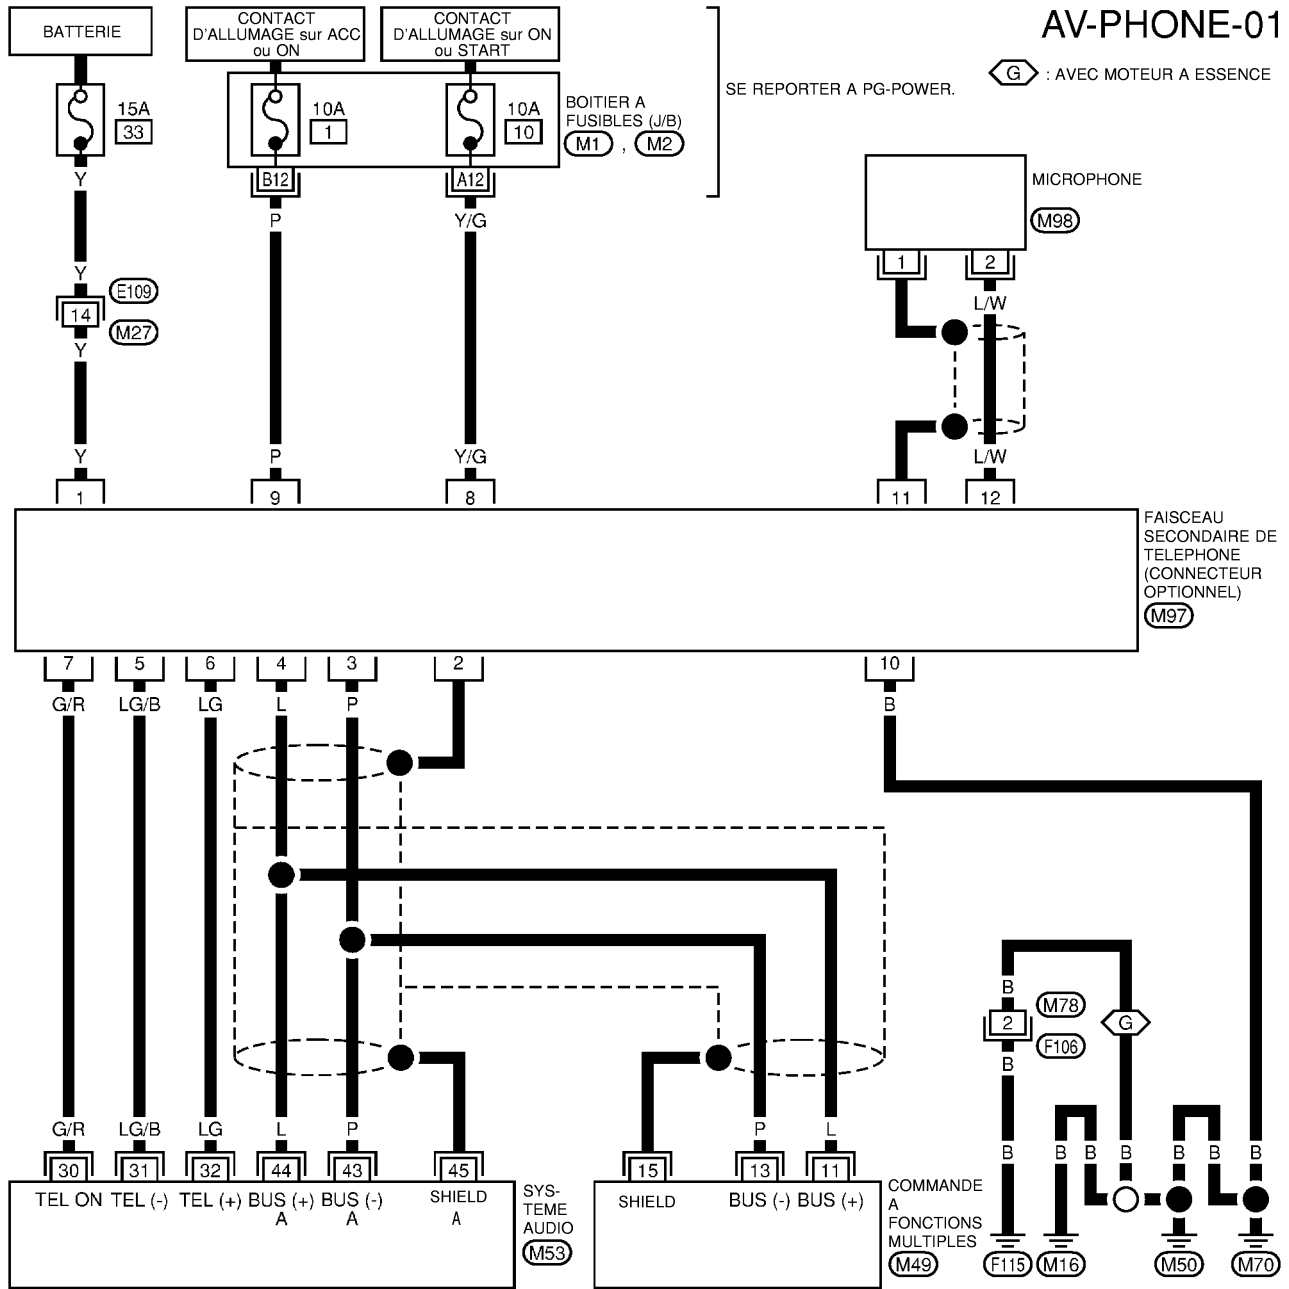 AV-PHONE-01
G : AVEC MOTEUR A ESSENCE
BATTERIE
CONTACT
D'ALLUMAGE sur ACC
ou ON
CONTACT
D'ALLUMAGE sur ON
ou START
SE REPORTER A PG-POWER.
15A
33
10A
1
10A
10
BOITIER A
FUSIBLES (J/B)
M1 , M2
B12
A12
Y
P
Y/G
MICROPHONE
M98
1
2
L/W
Y
E109
14
M27
Y
Y
P
Y/G
L/W
1
9
8
11
12
FAISCEAU
SECONDAIRE DE
TELEPHONE
(CONNECTEUR
OPTIONNEL)
M97
7
5
6
4
3
2
10
G/R
LG/B
LG
L
P
B
B
2
M78
F106
G
B
G/R
LG/B
LG
L
P
P
L
B
B
B
B
B
B
B
30
31
32
44
43
45
15
13
11
TEL ON
TEL (-)
TEL (+)
BUS (+)
A
BUS (-)
A
SHIELD
A
SYS-
TEME
AUDIO
M53
SHIELD
BUS (-)
BUS (+)
COMMANDE
A
FONCTIONS
MULTIPLES
M49
F115
M16
M50
M70